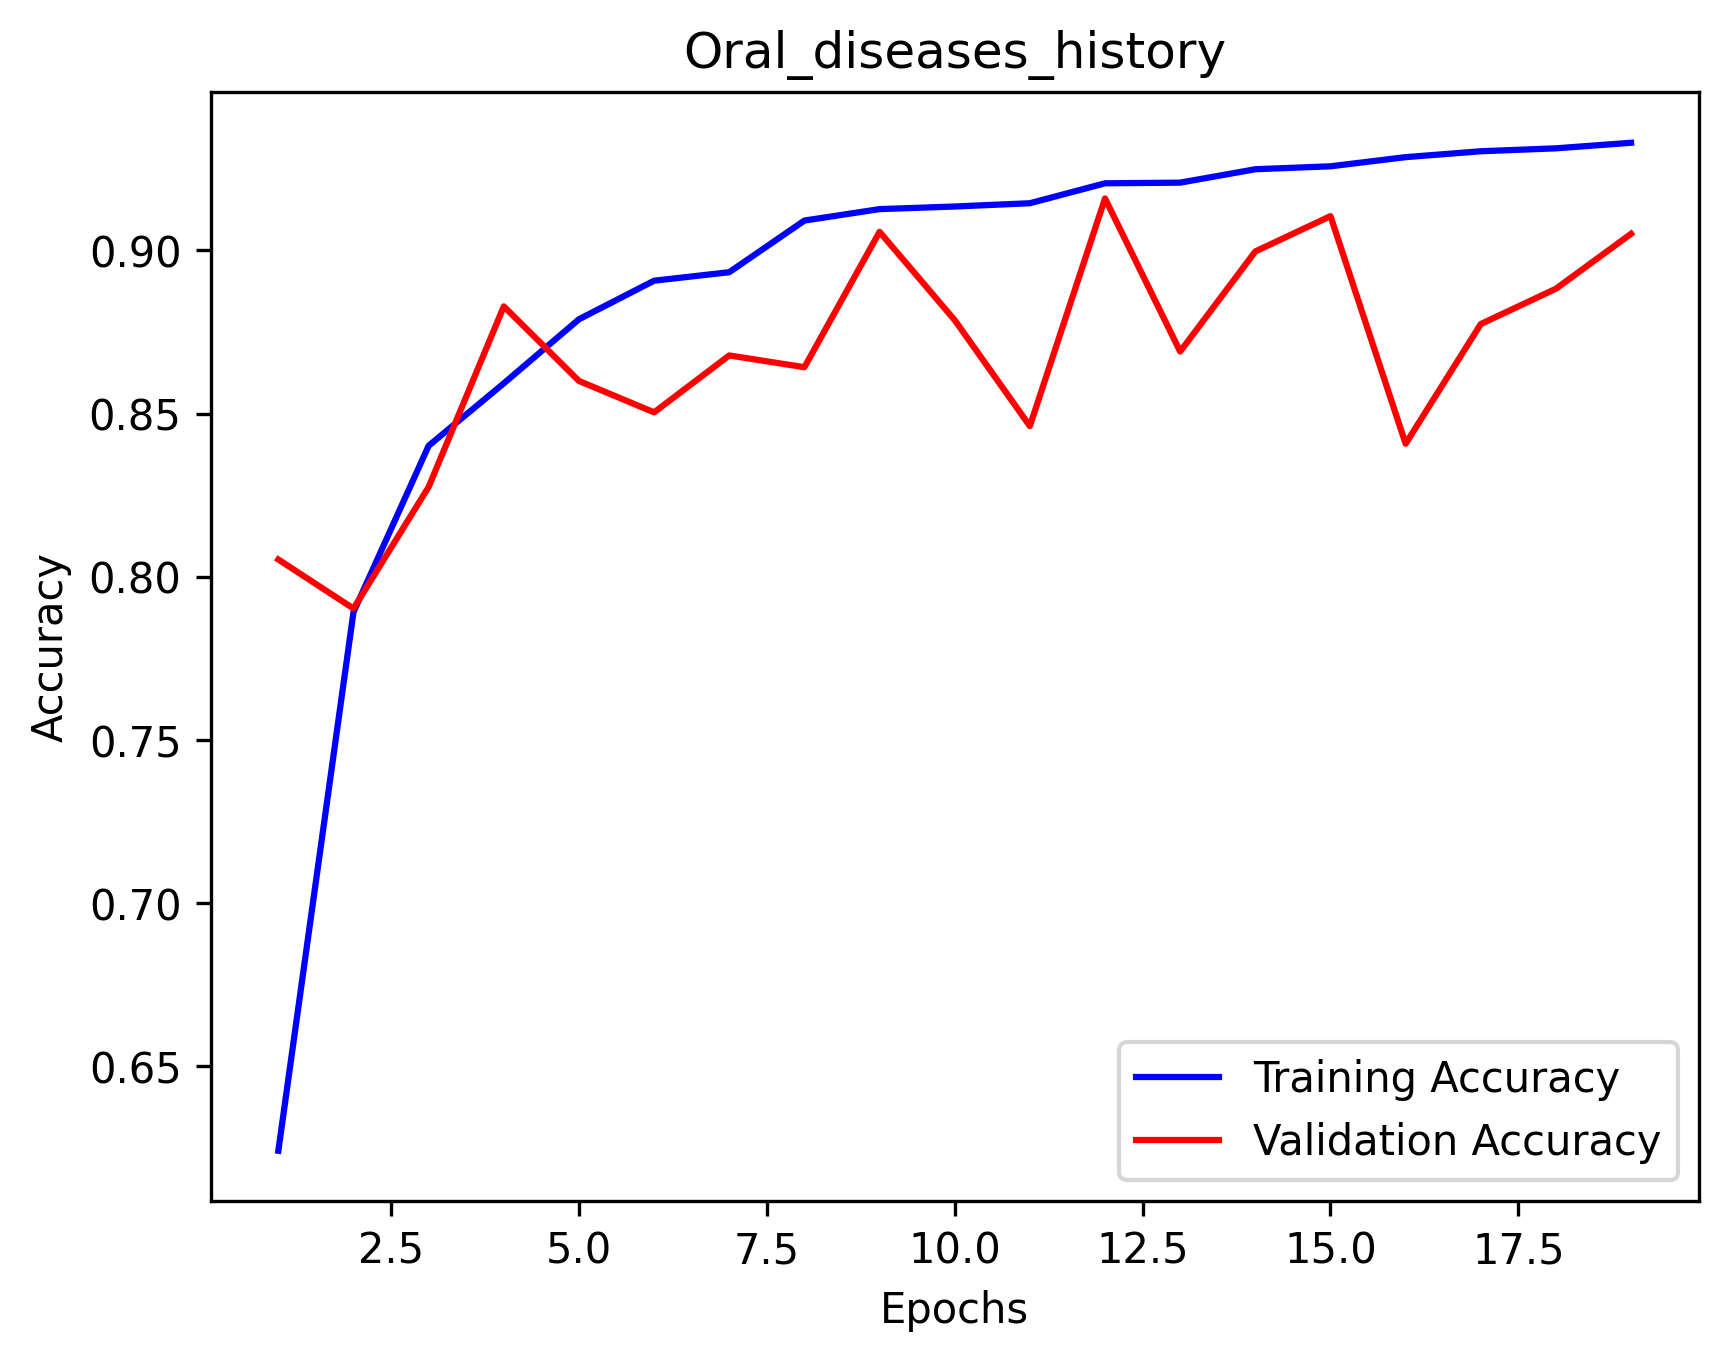 Oral_diseases_history
Accuracy
0.90
0.85
0.80
0.75
0.70
0.65
Training Accuracy
Validation Accuracy
2.5 5.0 7.5 10.0 12.5 15.0 17.5
Epochs